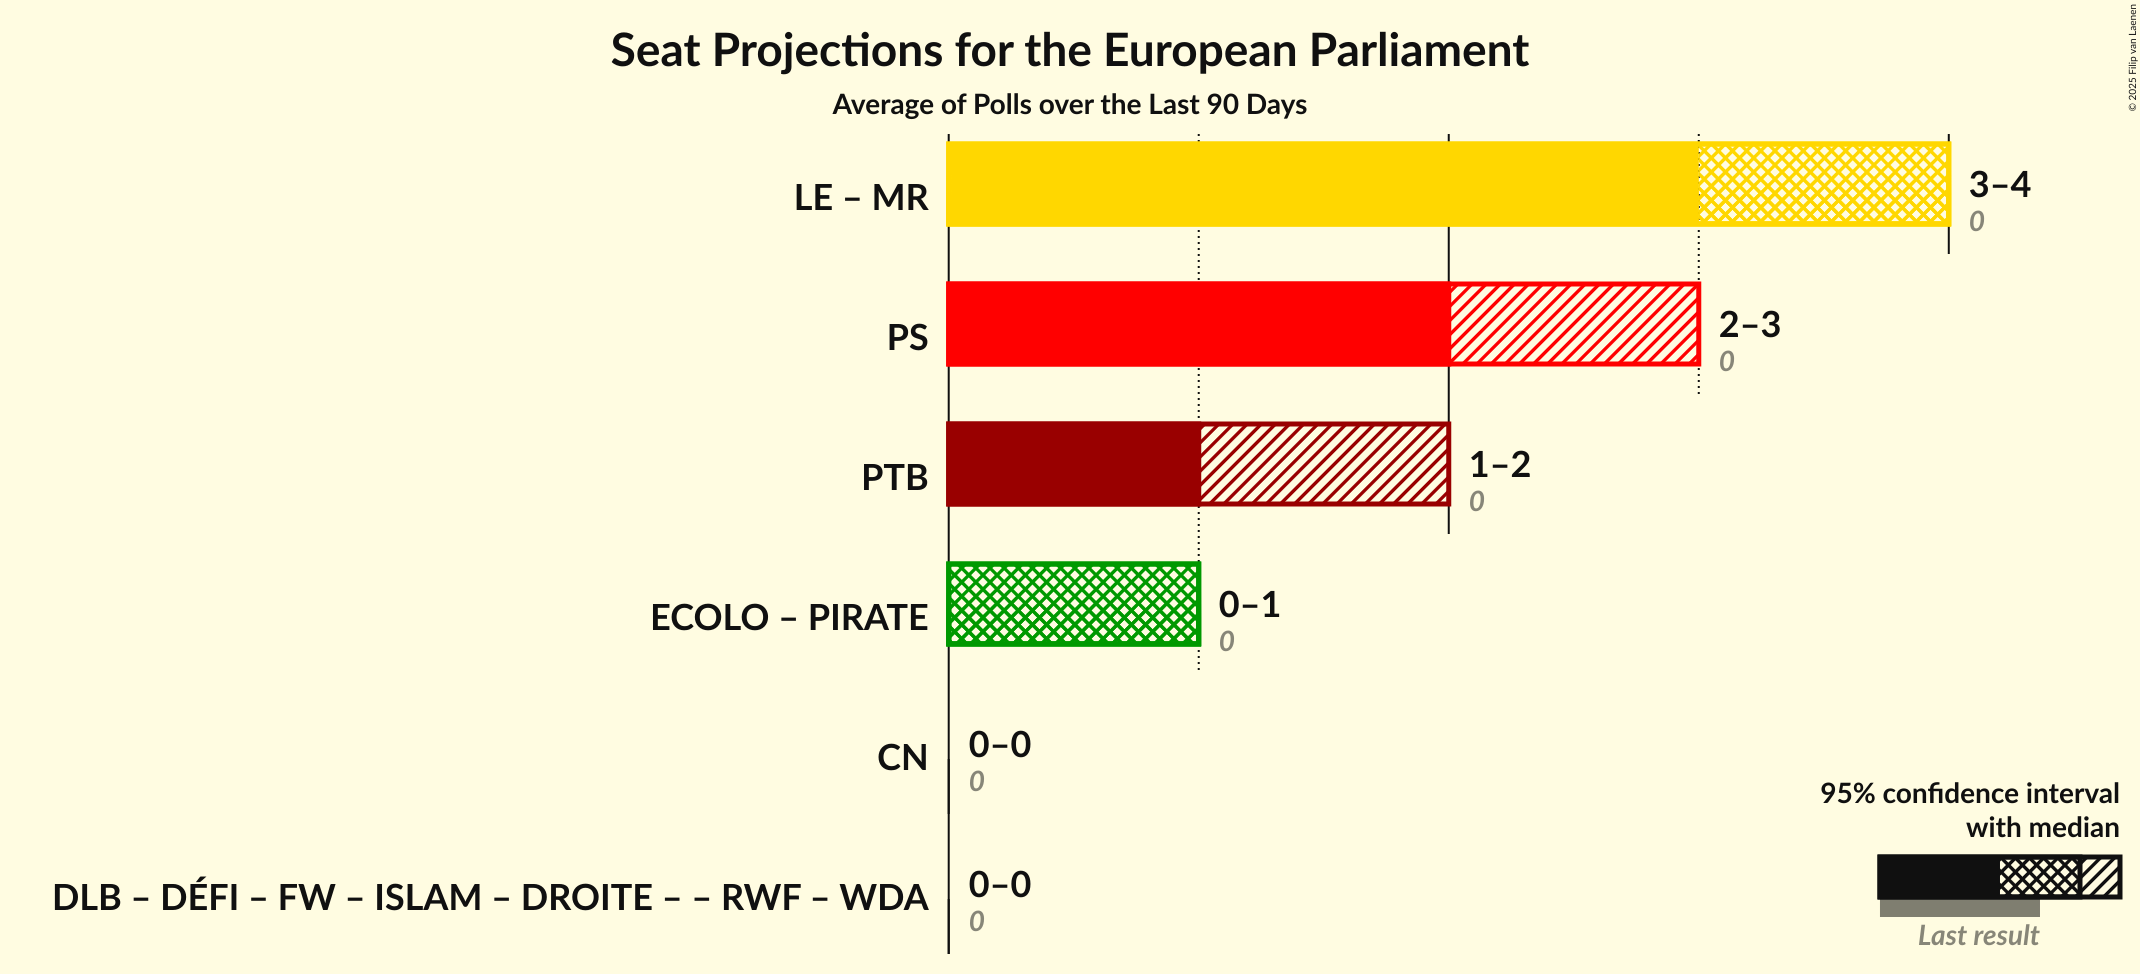 Seat Projections for the European Parliament
Average of Polls over the Last 90 Days
© 2025 Filip van Laenen
LE – MR
3–4
0
PS
2–3
0
PTB
1–2
0
ECOLO – PIRATE
0–1
0
CN
0–0
0
DLB – DÉFI – FW – ISLAM – DROITE – – RWF – WDA
0–0
0
95% confidence interval
with median
Last result